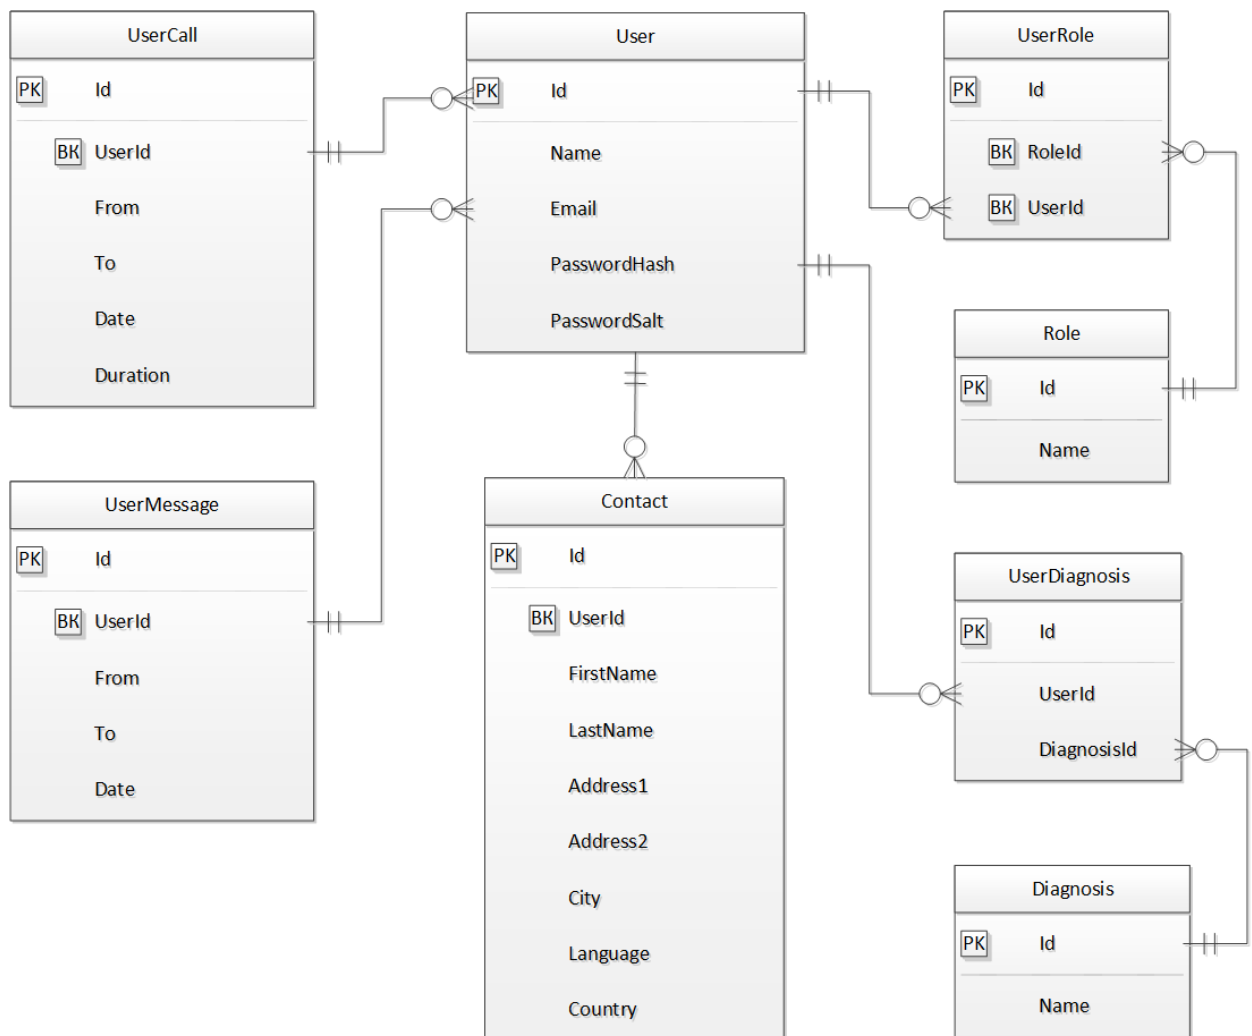 UserCall
PK Id
BK UserId
From
To
Date
Duration
User
PK Id
Name
Email
PasswordHash
PasswordSalt
UserRole
PK Id
BK RoleId
BK UserId
Role
PK Id
Name
UserMessage
PK Id
BK UserId
From
To
Date
Contact
PK Id
BK UserId
FirstName
LastName
Address1
Address2
City
Language
Country
UserDiagnosis
PK Id
UserId
DiagnosisId
Diagnosis
PK Id
Name